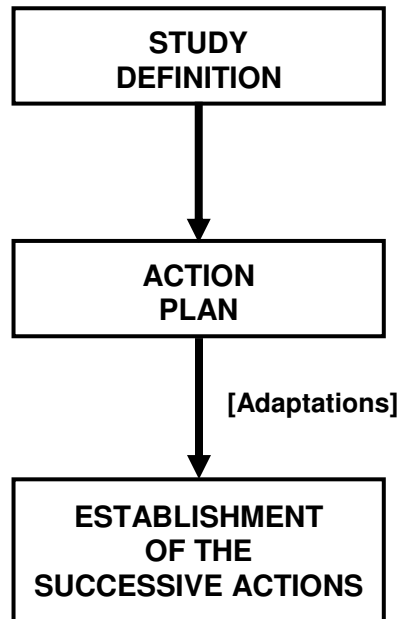 STUDY
DEFINITION
ACTION
PLAN
[Adaptations]
ESTABLISHMENT
OF THE
SUCCESSIVE ACTIONS